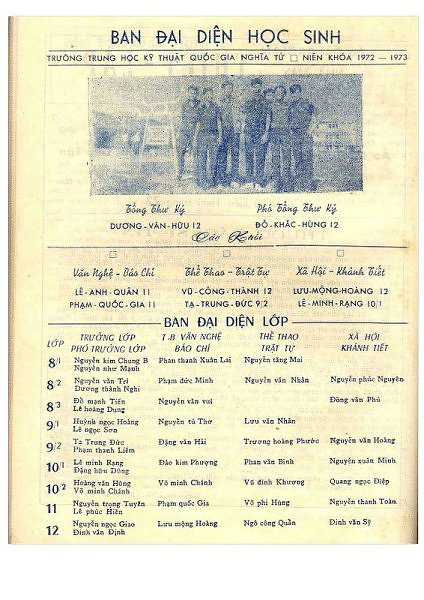 BAN ĐẠI DIỆN HỌC SINH
TRƯỜNG TRUNG HỌC KỸ THUẬT QUỐC GIA NGHĨA TỬ □ NIÊN KHÓA 1972 — 1973
Tổng Thư Ký Phó Tổng Thư Ký
DƯƠNG-VĂN-HỮU 12 ĐỖ-KHẮC-HÙNG 12
Các Khối
Văn Nghệ - Báo Chí Thể Thao - Trật Tự Xã Hội - Khánh Tiết
LÊ-ANH-QUÂN 11 VŨ-CÔNG-THÀNH 12 LƯU-MỘNG-HOÀNG 12
PHẠM-QUỐC-GIA 11 TẠ-TRUNG-ĐỨC 9/2 LÊ-MINH-RẠNG 10/1
BAN ĐẠI DIỆN LỚP
LỚP TRƯỞNG LỚP T.B VĂN NGHỆ THỂ THAO XÃ HỘI
PHÓ TRƯỞNG LỚP BÁO CHÍ TRẬT TỰ KHÁNH TIẾT
8/1 Nguyễn kim Chung B Phan thanh Xuân Lai Nguyễn tăng Mai
Nguyễn như Mạnh
8/2 Nguyễn văn Trí Phạm đức Minh Nguyễn văn Nhân Nguyễn phúc Nguyên
Dương thành Nghi
8/3 Đỗ mạnh Tiến Nguyễn văn vui Đồng văn Phú
Lê hoàng Dung
9/1 Huỳnh ngọc Hoàng Nguyễn tú Thơ Lưu văn Nhân
Lê ngọc Sơn "
9/2 Tạ Trung Đức Đặng văn Hải Trương hoàng Phước Nguyễn văn Hoàng
Phạm thanh Liêm
10/1 Lê minh Rạng Đào kim Phượng Phan văn Bình Nguyễn xuân Minh
Đặng hữu Dũng
10/2 Hoàng văn Hùng Võ minh Chánh Vũ đình Khương Quang ngọc Điệp
Võ minh Chánh
11 Nguyễn trọng Tuyên Phạm quốc Gia Võ phi Hùng Nguyễn thanh Toàn
Lê phúc Hiền
12 Nguyễn ngọc Giao Lưu mộng Hoàng Ngô công Quần Đinh văn Sỹ
Đinh văn Định